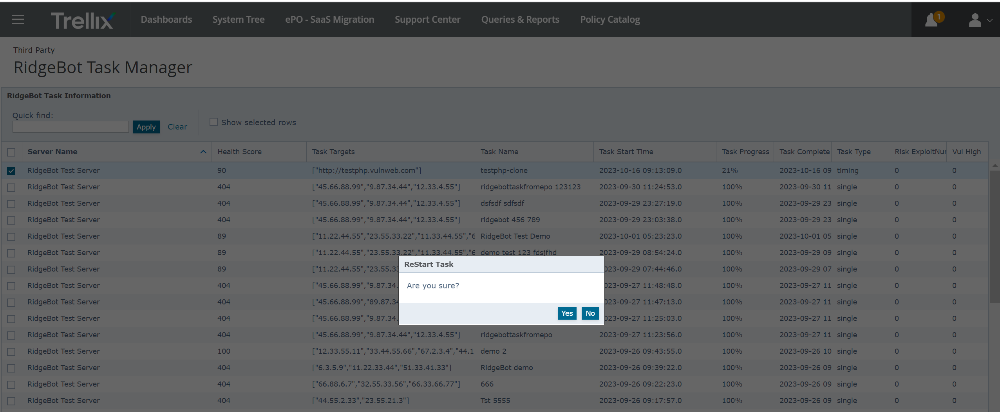 Trellix Dashboards System Tree ePO - SaaS Migration Support Center Queries & Reports Policy Catalog 1
Third Party
RidgeBot Task Manager
RidgeBot Task Information
Quick find:
Apply Clear Show selected rows
Server Name Health Score Task Targets Task Name Task Start Time Task Progress Task Complete Task Type Risk ExploitNur Vul High
RidgeBot Test Server 90 ["http://testphp.vulnweb.com"] testphp-clone 2023-10-16 09:13:09.0 21% 2023-10-16 09 timing 0 0
RidgeBot Test Server 404 ["45.66.88.99","9.87.34.44","12.33.4.55"] ridgebottaskfromepo 123123 2023-09-30 11:24:53.0 100% 2023-09-30 11 single 0 0
RidgeBot Test Server 404 ["45.66.88.99","9.87.34.44","12.33.4.55"] dsfsdf sdfsdf 2023-09-29 23:27:19.0 100% 2023-09-29 23 single 0 0
RidgeBot Test Server 404 ["45.66.88.99","9.87.34.44","12.33.4.55"] ridgebot 456 789 2023-09-29 23:03:38.0 100% 2023-09-29 23 single 0 0
RidgeBot Test Server 89 ["11.22.44.55","23.55.33.22","11.33.44.55","6 RidgeBot Test Demo 2023-10-01 05:23:23.0 100% 2023-10-01 05 single 0 0
RidgeBot Test Server 89 ["11.22.44.55","23.55.33.22","11.33.44.55","6 demo test 123 fdsjfhd 2023-09-29 08:54:24.0 100% 2023-09-29 09 single 0 0
RidgeBot Test Server 89 ["11.22.44.55","23.55.33 023-09-29 07:44:46.0 100% 2023-09-29 07 single 0 0
RidgeBot Test Server 404 ["45.66.88.99","9.87.34. 023-09-27 11:48:48.0 100% 2023-09-27 11 single 0 0
RidgeBot Test Server 404 ["45.66.88.99","89.87.34 023-09-27 11:47:13.0 100% 2023-09-27 11 single 0 0
RidgeBot Test Server 404 ["45.66.88.99","9.87.34. 023-09-27 11:25:03.0 100% 2023-09-27 11 single 0 0
RidgeBot Test Server 404 ["45.66.88.99","9.87.34.44","12.33.4.55"] ridgebottaskfromepo 2023-09-27 11:23:56.0 100% 2023-09-27 11 single 0 0
RidgeBot Test Server 100 ["12.33.55.11","33.44.55.66","67.2.3.4","44.1 demo 2 2023-09-26 09:43:55.0 100% 2023-09-26 10 single 0 0
RidgeBot Test Server 404 ["6.3.5.9","11.22.33.44","51.33.41.33"] RidgeBot demo 2023-09-26 09:39:22.0 100% 2023-09-26 09 single 0 0
RidgeBot Test Server 404 ["66.88.6.7","32.55.33.56","66.33.66.77"] 666 2023-09-26 09:22:23.0 100% 2023-09-26 09 single 0 0
RidgeBot Test Server 404 ["44.55.2.33","23.55.21.3"] Tst 5555 2023-09-26 09:17:57.0 100% 2023-09-26 09 single 0 0
ReStart Task
Are you sure?
Yes No